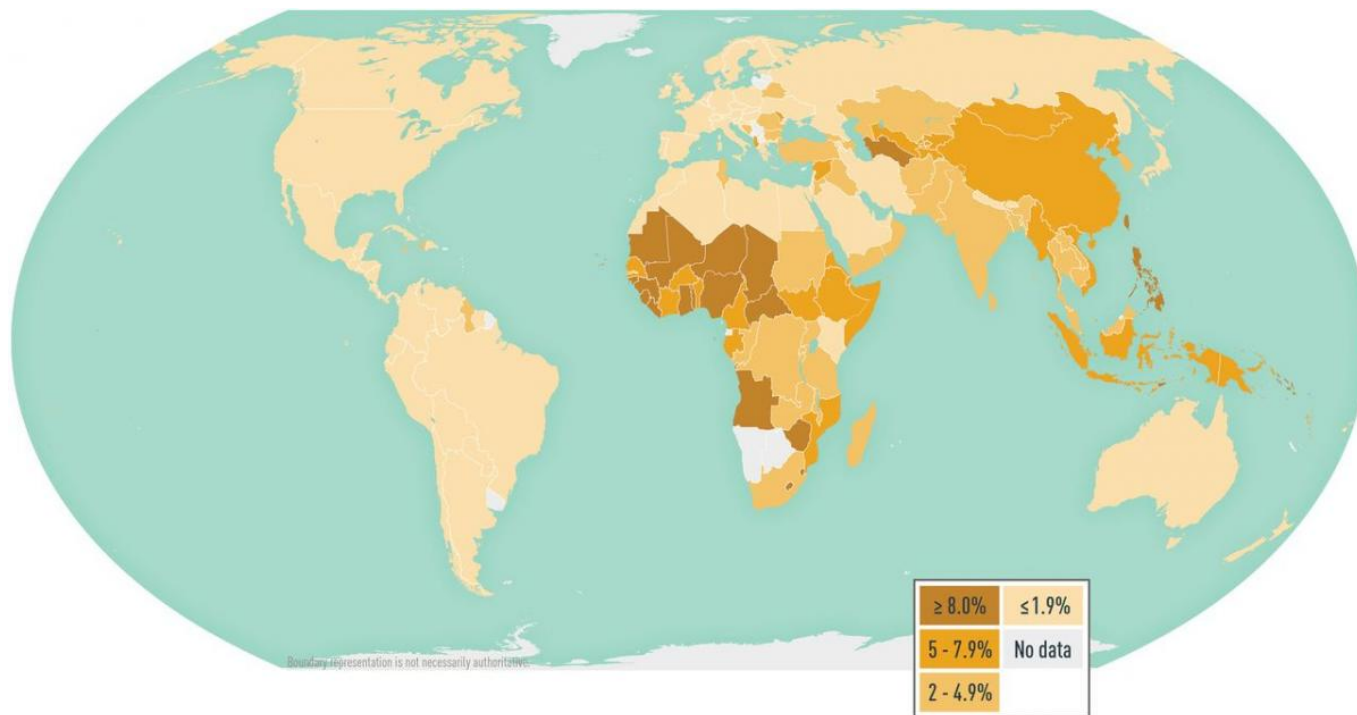 Boundary representation is not necessarily authoritative.
≥ 8.0% ≤1.9%
5 - 7.9% No data
2 - 4.9%